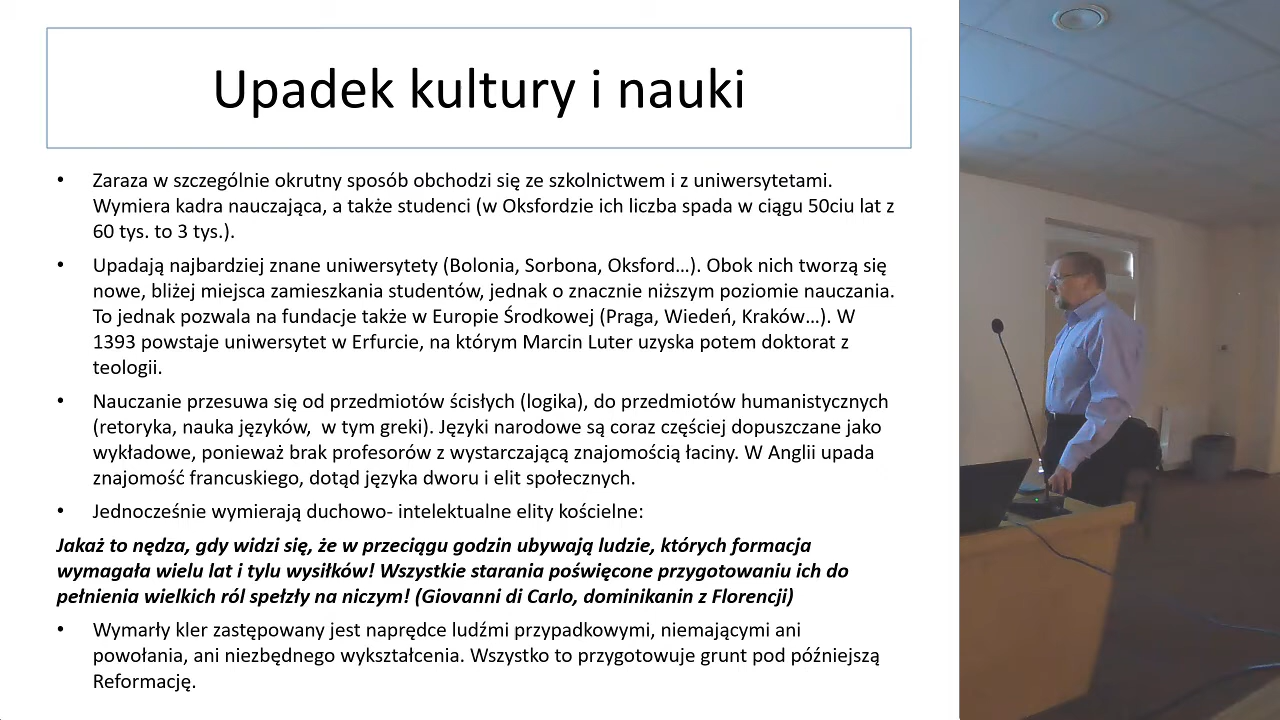 Upadek kultury i nauki
• Zaraza w szczególnie okrutny sposób obchodzi się ze szkolnictwem i z uniwersytetami.
Wymiera kadra nauczająca, a także studenci (w Oksfordzie ich liczba spada w ciągu 50ciu lat z
60 tys. to 3 tys.).
• Upadają najbardziej znane uniwersytety (Bolonia, Sorbona, Oksford...). Obok nich tworzą się
nowe, bliżej miejsca zamieszkania studentów, jednak o znacznie niższym poziomie nauczania.
To jednak pozwala na fundacje także w Europie Środkowej (Praga, Wiedeń, Kraków...). W
1393 powstaje uniwersytet w Erfurcie, na którym Marcin Luter uzyska potem doktorat z
teologii.
• Nauczanie przesuwa się od przedmiotów ścisłych (logika), do przedmiotów humanistycznych
(retoryka, nauka języków, w tym greki). Języki narodowe są coraz częściej dopuszczane jako
wykładowe, ponieważ brak profesorów z wystarczającą znajomością łaciny. W Anglii upada
znajomość francuskiego, dotąd języka dworu i elit społecznych.
• Jednocześnie wymierają duchowo- intelektualne elity kościelne:
Jakaż to nędza, gdy widzi się, że w przeciągu godzin ubywają ludzie, których formacja
wymagała wielu lat i tylu wysiłków! Wszystkie starania poświęcone przygotowaniu ich do
pełnienia wielkich ról spełzły na niczym! (Giovanni di Carlo, dominikanin z Florencji)
• Wymarły kler zastępowany jest naprędce ludźmi przypadkowymi, niemającymi ani
powołania, ani niezbędnego wykształcenia. Wszystko to przygotowuje grunt pod późniejszą
Reformację.